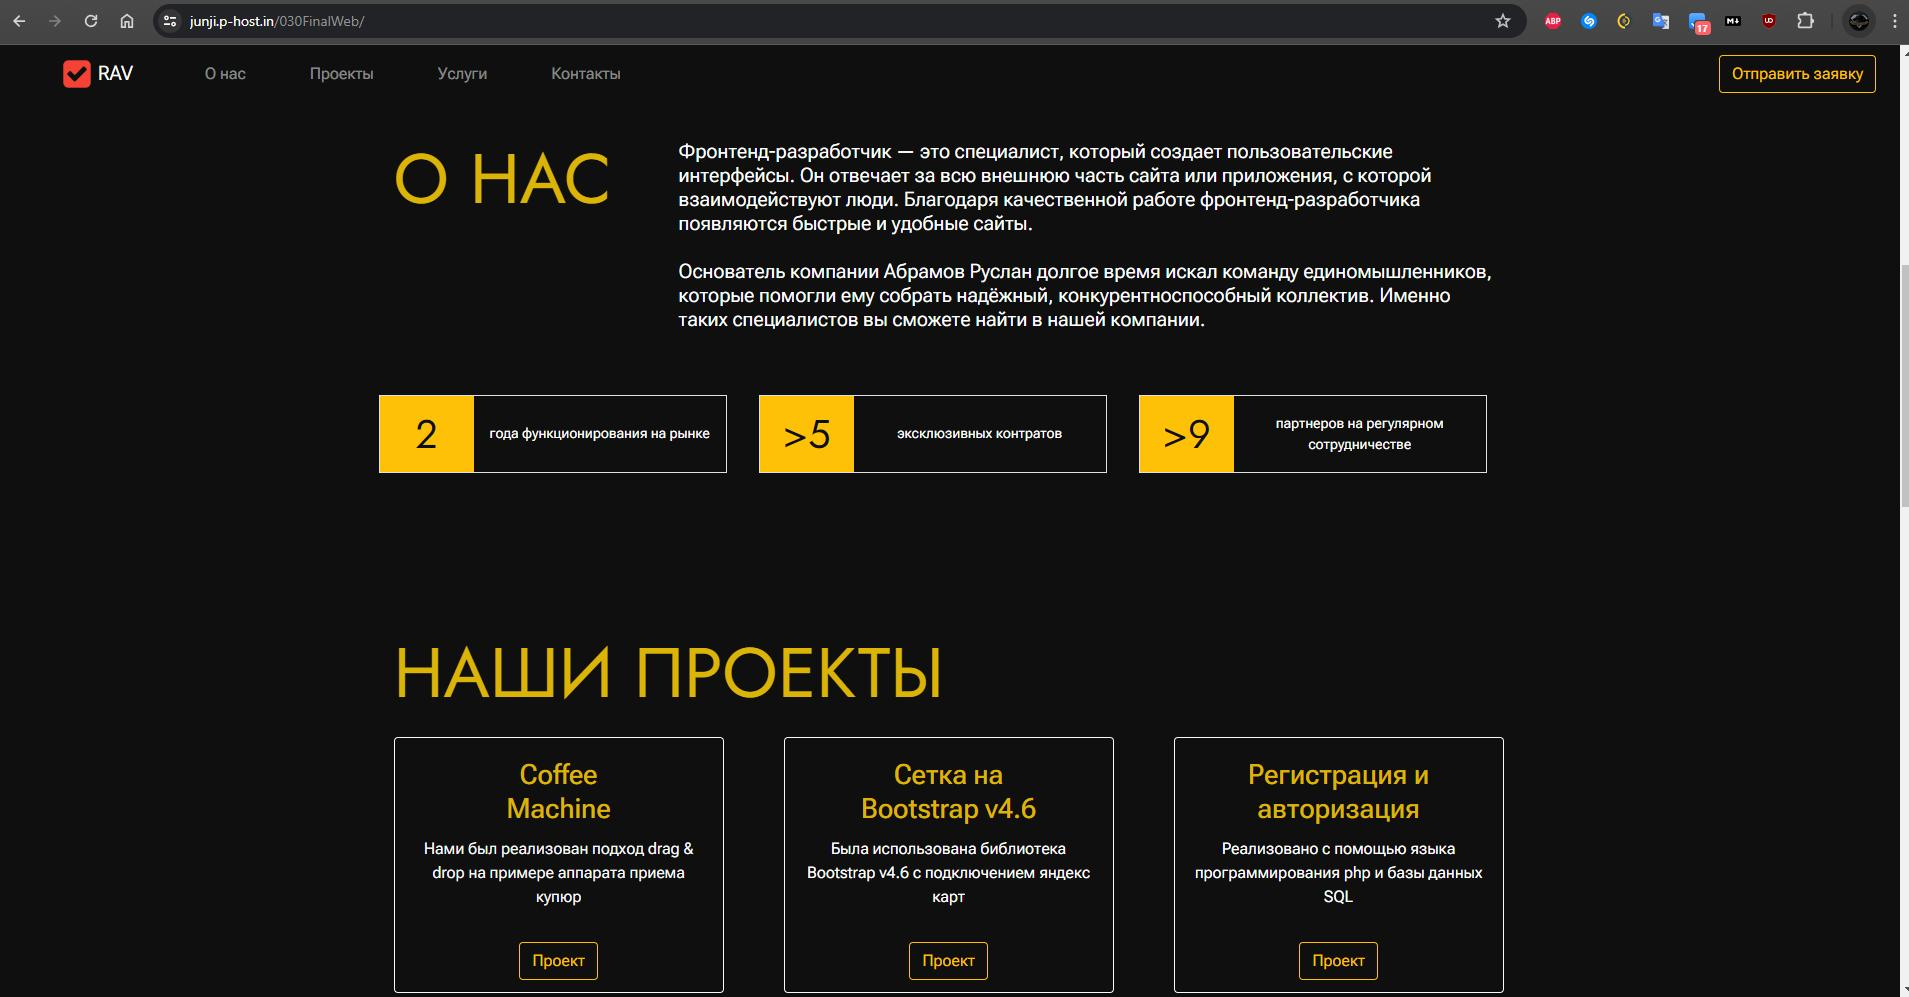 junji.p-host.in/030FinalWeb/
ABP
17
M
UD
RAV
О нас
Проекты
Услуги
Контакты
Отправить заявку
О НАС
Фронтенд-разработчик — это специалист, который создает пользовательские
интерфейсы. Он отвечает за всю внешнюю часть сайта или приложения, с которой
взаимодействуют люди. Благодаря качественной работе фронтенд-разработчика
появляются быстрые и удобные сайты.
Основатель компании Абрамов Руслан долгое время искал команду единомышленников,
которые помогли ему собрать надёжный, конкурентноспособный коллектив. Именно
таких специалистов вы сможете найти в нашей компании.
2
года функционирования на рынке
>5
эксклюзивных контратов
>9
партнеров на регулярном
сотрудничестве
НАШИ ПРОЕКТЫ
Coffee
Machine
Нами был реализован подход drag &
drop на примере аппарата приема
купюр
Проект
Сетка на
Bootstrap v4.6
Была использована библиотека
Bootstrap v4.6 с подключением яндекс
карт
Проект
Регистрация и
авторизация
Реализовано с помощью языка
программирования php и базы данных
SQL
Проект